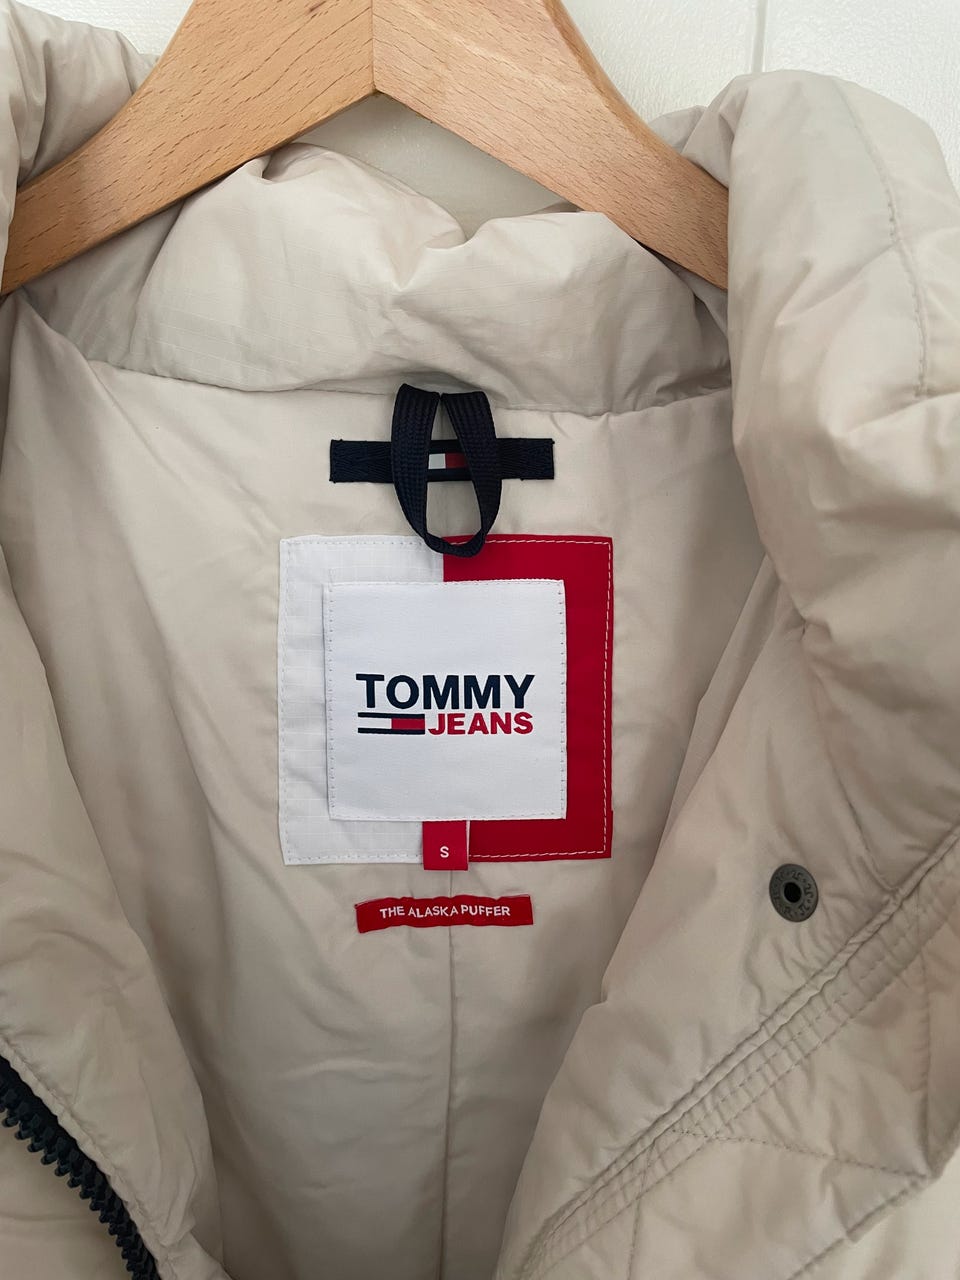 TOMMY
JEANS
S
THE ALASKA PUFFER